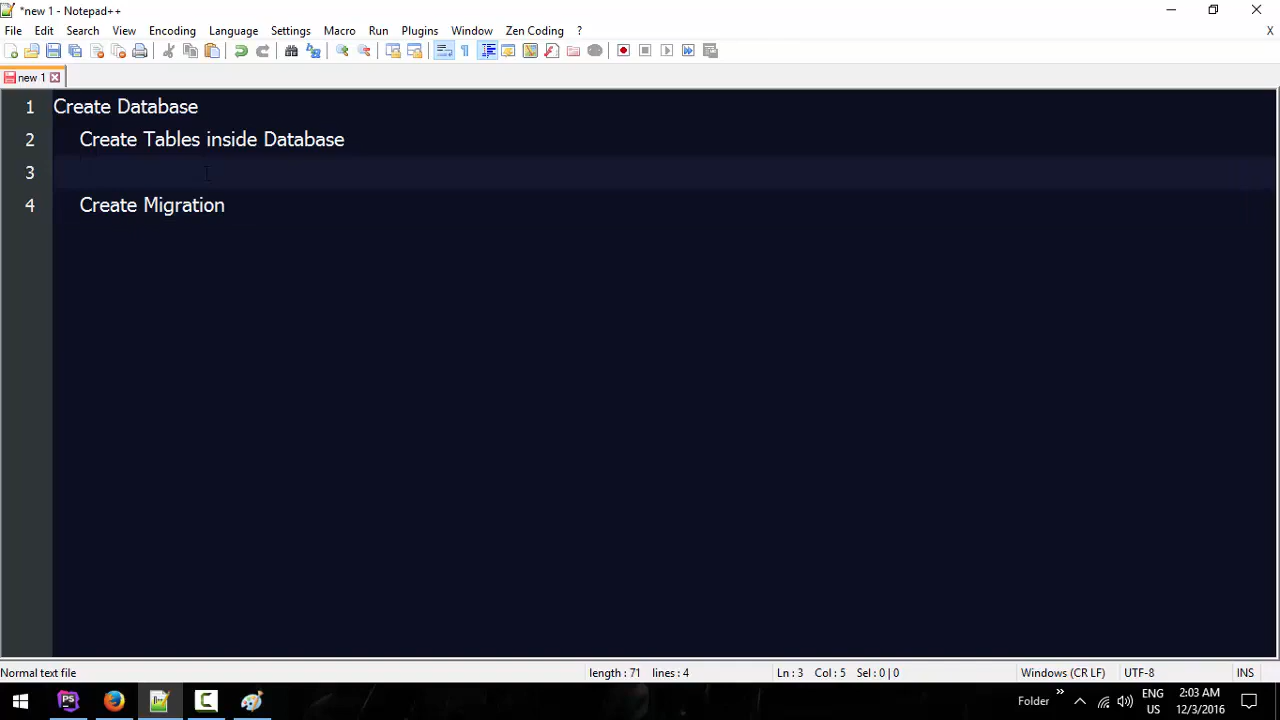 *new 1 - Notepad++
File Edit Search View Encoding Language Settings Macro Run Plugins Window Zen Coding ? X
new 1
1 Create Database
2 Create Tables inside Database
3
4 Create Migration
Normal text file length : 71 lines : 4 Ln : 3 Col : 5 Sel : 0 | 0 Windows (CR LF) UTF-8 INS
PS Folder ENG 2:03 AM
US 12/3/2016